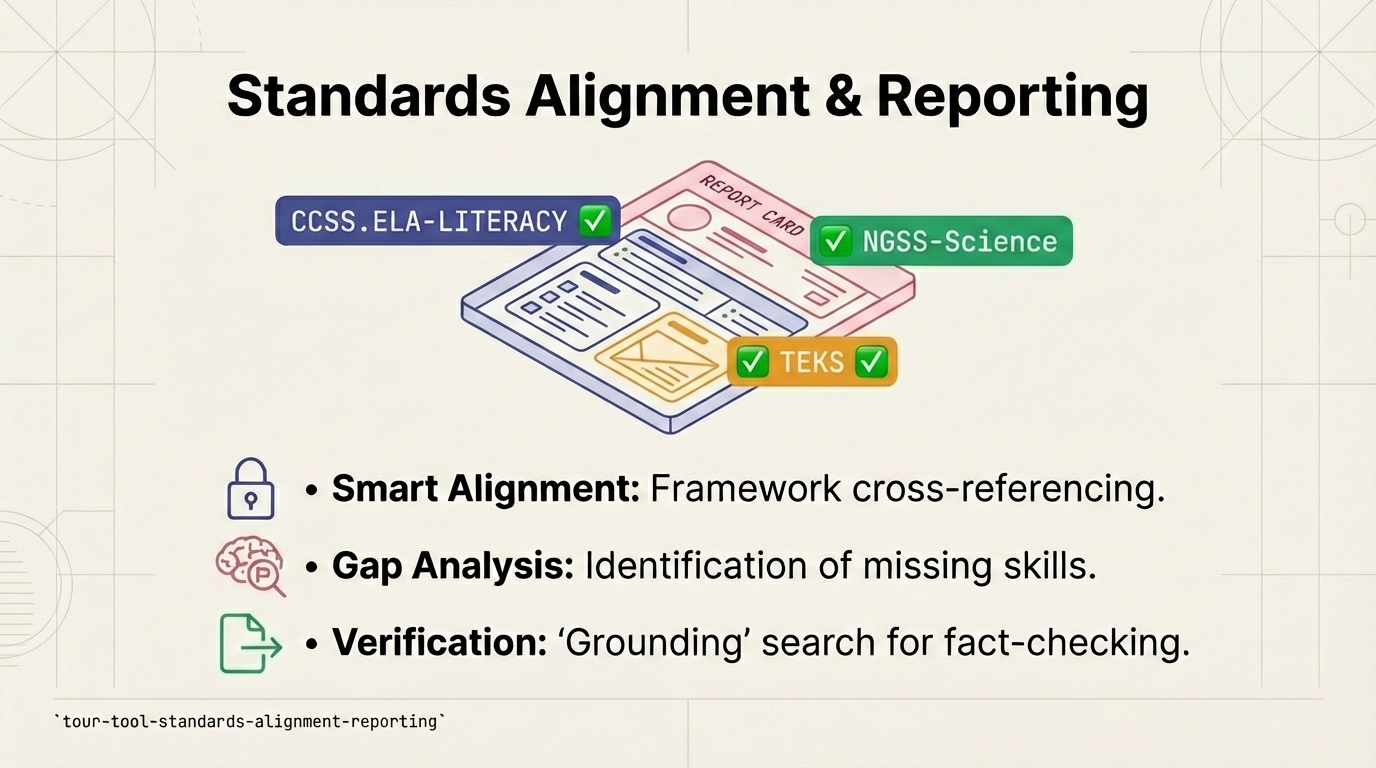 Standards Alignment & Reporting
REPORT CARD
CCSS.ELA-LITERACY ✅
✅ NGSS-Science
✅ TEKS ✅
• Smart Alignment: Framework cross-referencing.
P
• Gap Analysis: Identification of missing skills.
• Verification: ‘Grounding’ search for fact-checking.
`tour-tool-standards-alignment-reporting`